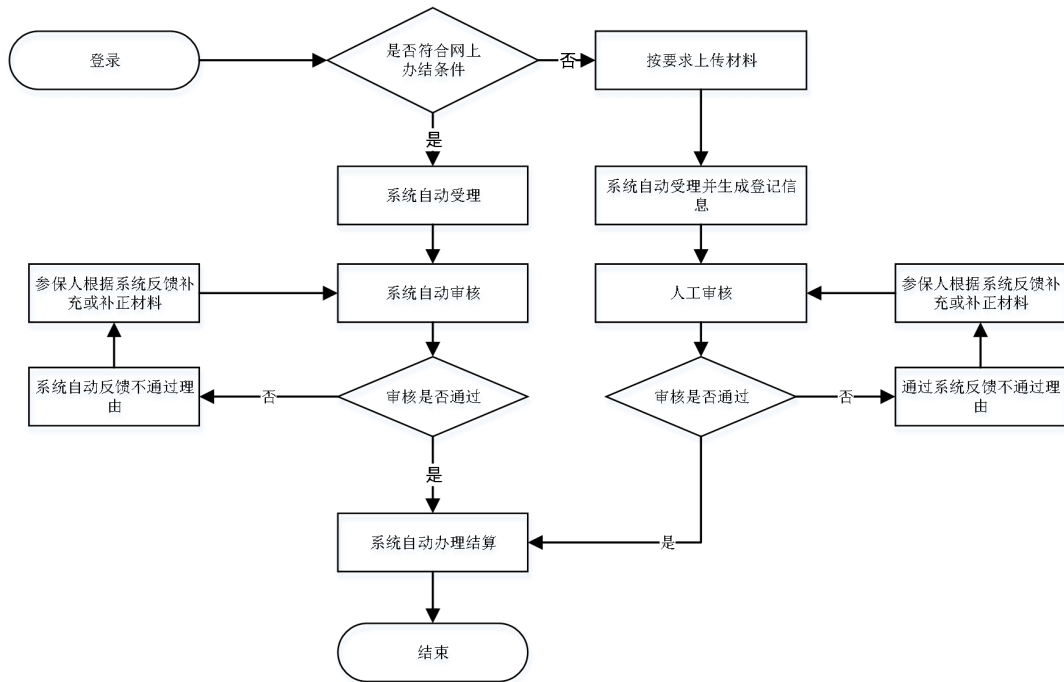 登录
是否符合网上
办结条件
否
按要求上传材料
是
系统自动受理
系统自动受理并生成登记信
息
参保人根据系统反馈补
充或补正材料
系统自动审核
人工审核
参保人根据系统反馈补
充或补正材料
系统自动反馈不通过理
由
否
审核是否通过
审核是否通过
否
通过系统反馈不通过理
由
是
系统自动办理结算
是
结束